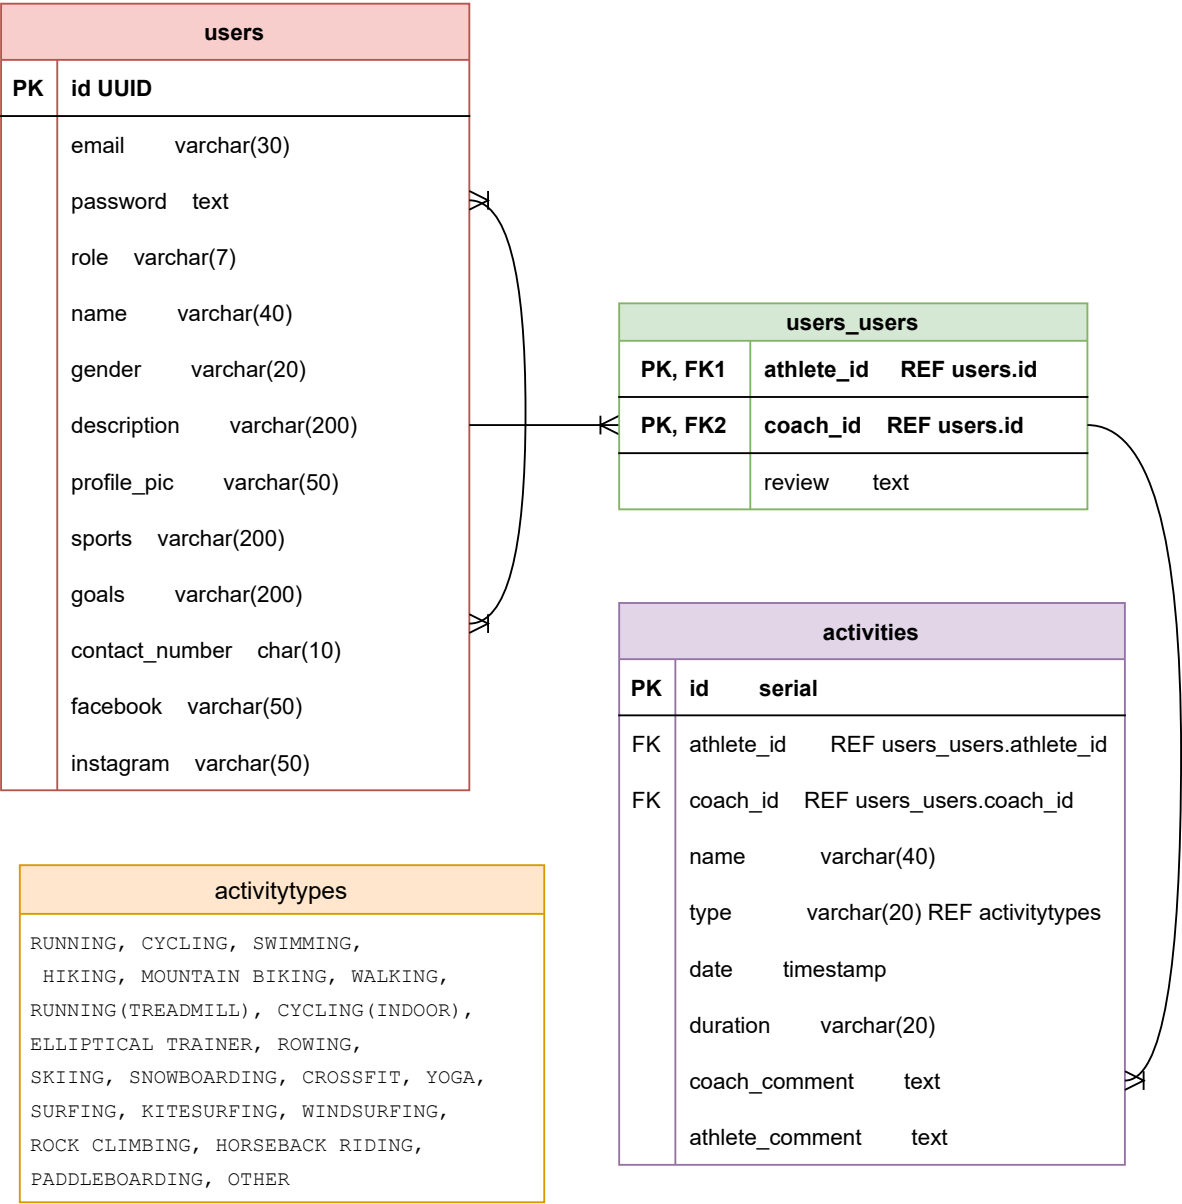 users
PK id UUID
email varchar(30)
password text
role varchar(7)
name varchar(40)
gender varchar(20)
description varchar(200)
profile_pic varchar(50)
sports varchar(200)
goals varchar(200)
contact_number char(10)
facebook varchar(50)
instagram varchar(50)
users_users
PK, FK1 athlete_id REF users.id
PK, FK2 coach_id REF users.id
review text
activities
PK id serial
FK athlete_id REF users_users.athlete_id
FK coach_id REF users_users.coach_id
name varchar(40)
type varchar(20) REF activitytypes
date timestamp
duration varchar(20)
coach_comment text
athlete_comment text
activitytypes
RUNNING, CYCLING, SWIMMING,
HIKING, MOUNTAIN BIKING, WALKING,
RUNNING(TREADMILL), CYCLING(INDOOR),
ELLIPTICAL TRAINER, ROWING,
SKIING, SNOWBOARDING, CROSSFIT, YOGA,
SURFING, KITESURFING, WINDSURFING,
ROCK CLIMBING, HORSEBACK RIDING,
PADDLEBOARDING, OTHER